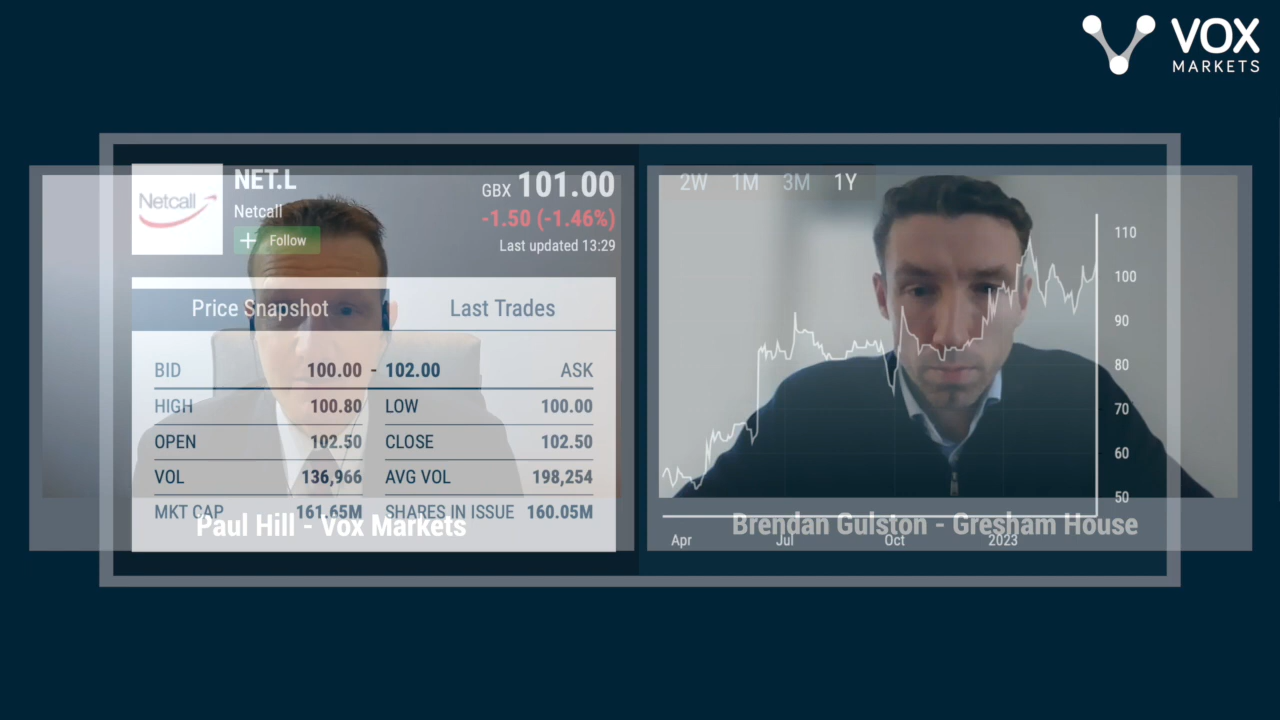 VOX
MARKETS
Netcall
NET.L
Netcall
+ Follow
GBX 101.00
-1.50 (-1.46%)
Last updated 13:29
Price Snapshot Last Trades
BID 100.00 - 102.00 ASK
HIGH 100.80 LOW 100.00
OPEN 102.50 CLOSE 102.50
VOL 136,966 AVG VOL 198,254
MKT CAP 161.65M SHARES IN ISSUE 160.05M
Paul Hill - Vox Markets
2W 1M 3M 1Y
110
100
90
80
70
60
50
Apr Jul Oct 2023
Brendan Gulston - Gresham House